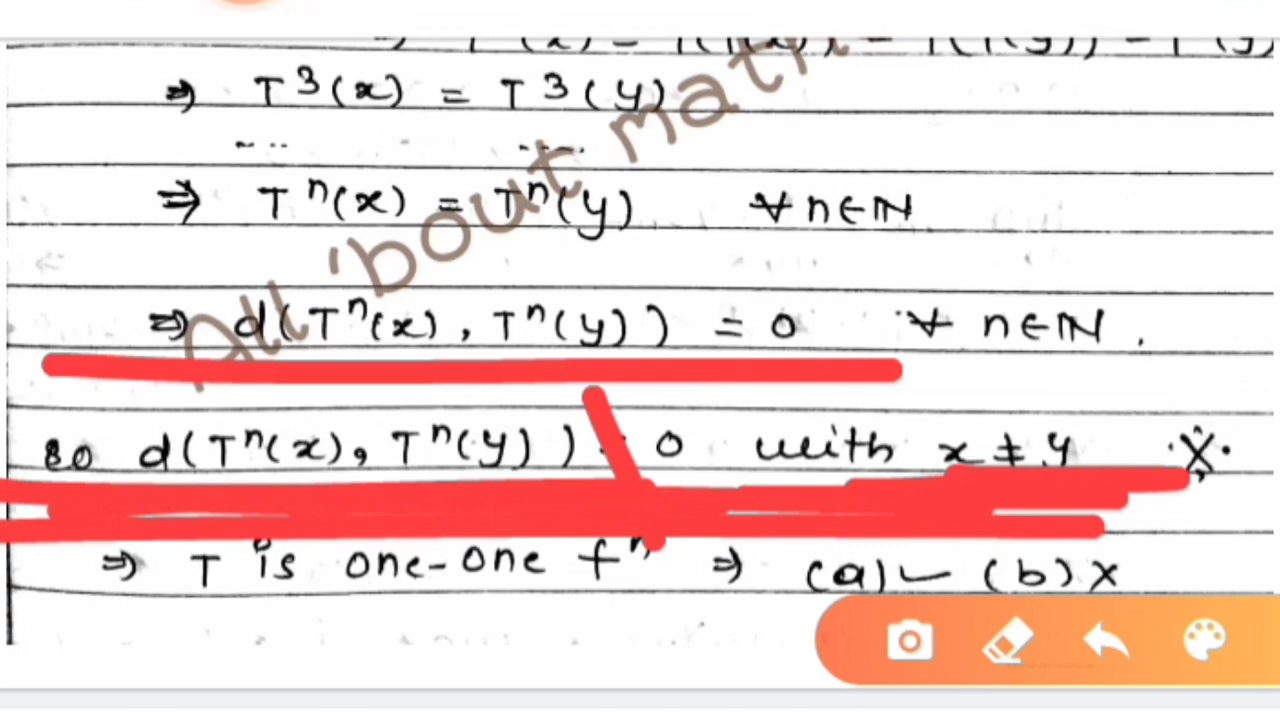 ⇒ T³(x) = T³(y)
.... ....
⇒ Tⁿ(x) = Tⁿ(y) ∀ n∈ℕ
⇒ d(Tⁿ(x), Tⁿ(y)) = 0 ∀ n∈ℕ.
so d(Tⁿ(x), Tⁿ(y)) = 0 with x ≠ y
⇒ T is one-one fⁿ ⇒ (a)✓ (b)X
All 'bout math